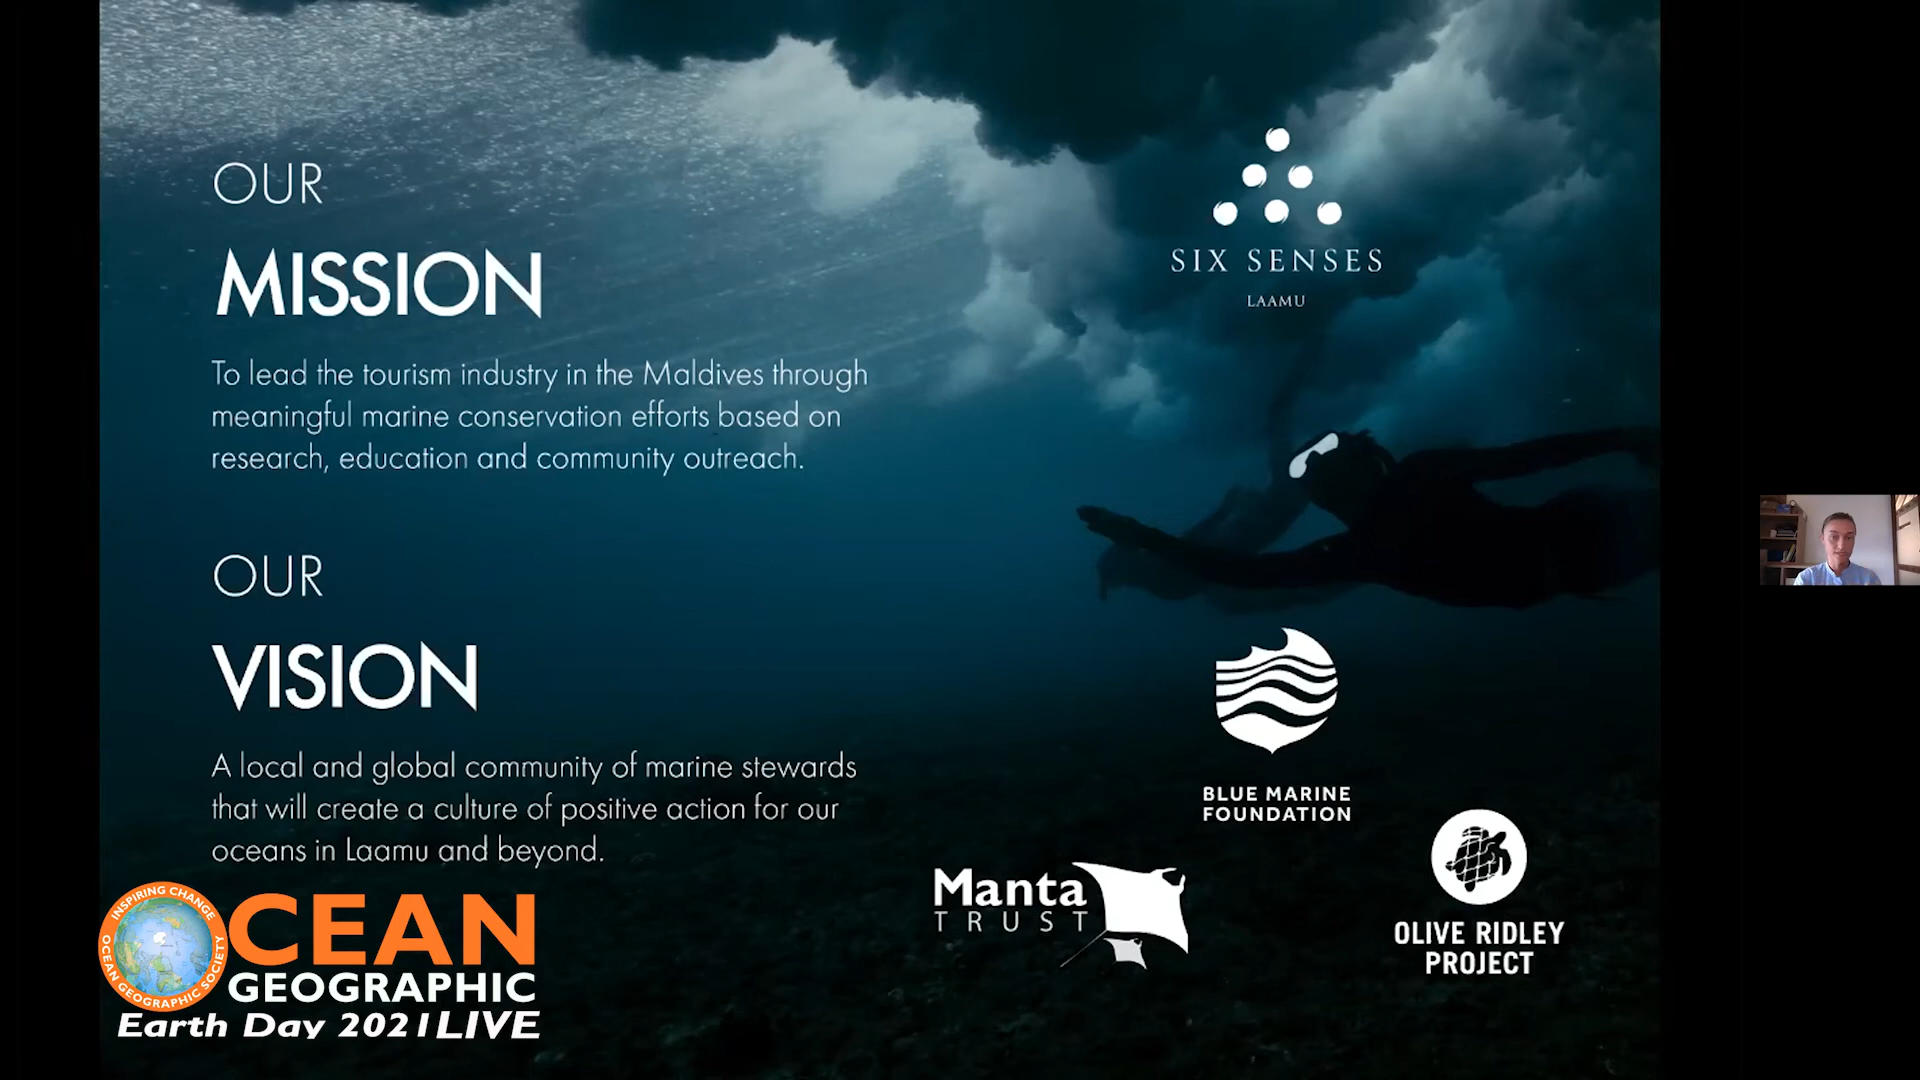 OUR
MISSION
To lead the tourism industry in the Maldives through
meaningful marine conservation efforts based on
research, education and community outreach.
OUR
VISION
A local and global community of marine stewards
that will create a culture of positive action for our
oceans in Laamu and beyond.
SIX SENSES
LAAMU
BLUE MARINE
FOUNDATION
Manta
TRUST
OLIVE RIDLEY
PROJECT
INSPIRING CHANGE
OCEAN GEOGRAPHIC SOCIETY
OCEAN
GEOGRAPHIC
Earth Day 2021 LIVE